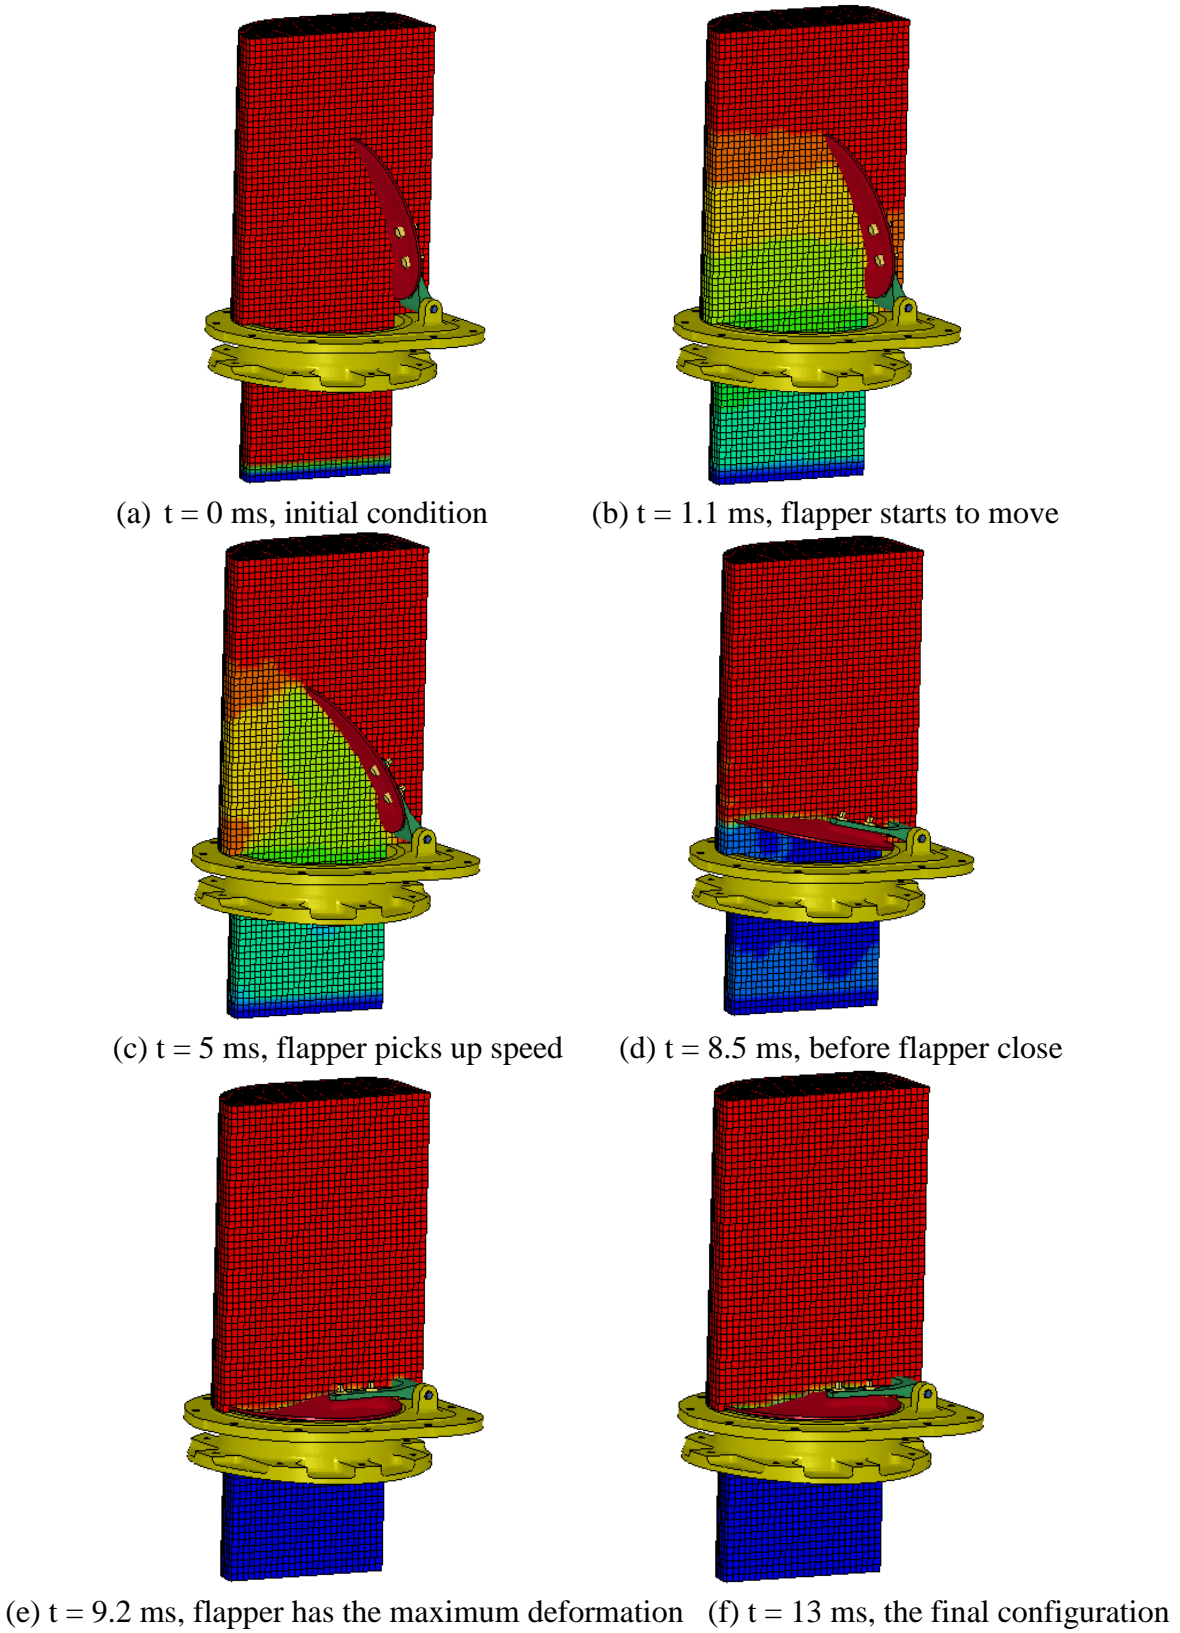 (a) t = 0 ms, initial condition
(b) t = 1.1 ms, flapper starts to move
(c) t = 5 ms, flapper picks up speed
(d) t = 8.5 ms, before flapper close
(e) t = 9.2 ms, flapper has the maximum deformation
(f) t = 13 ms, the final configuration